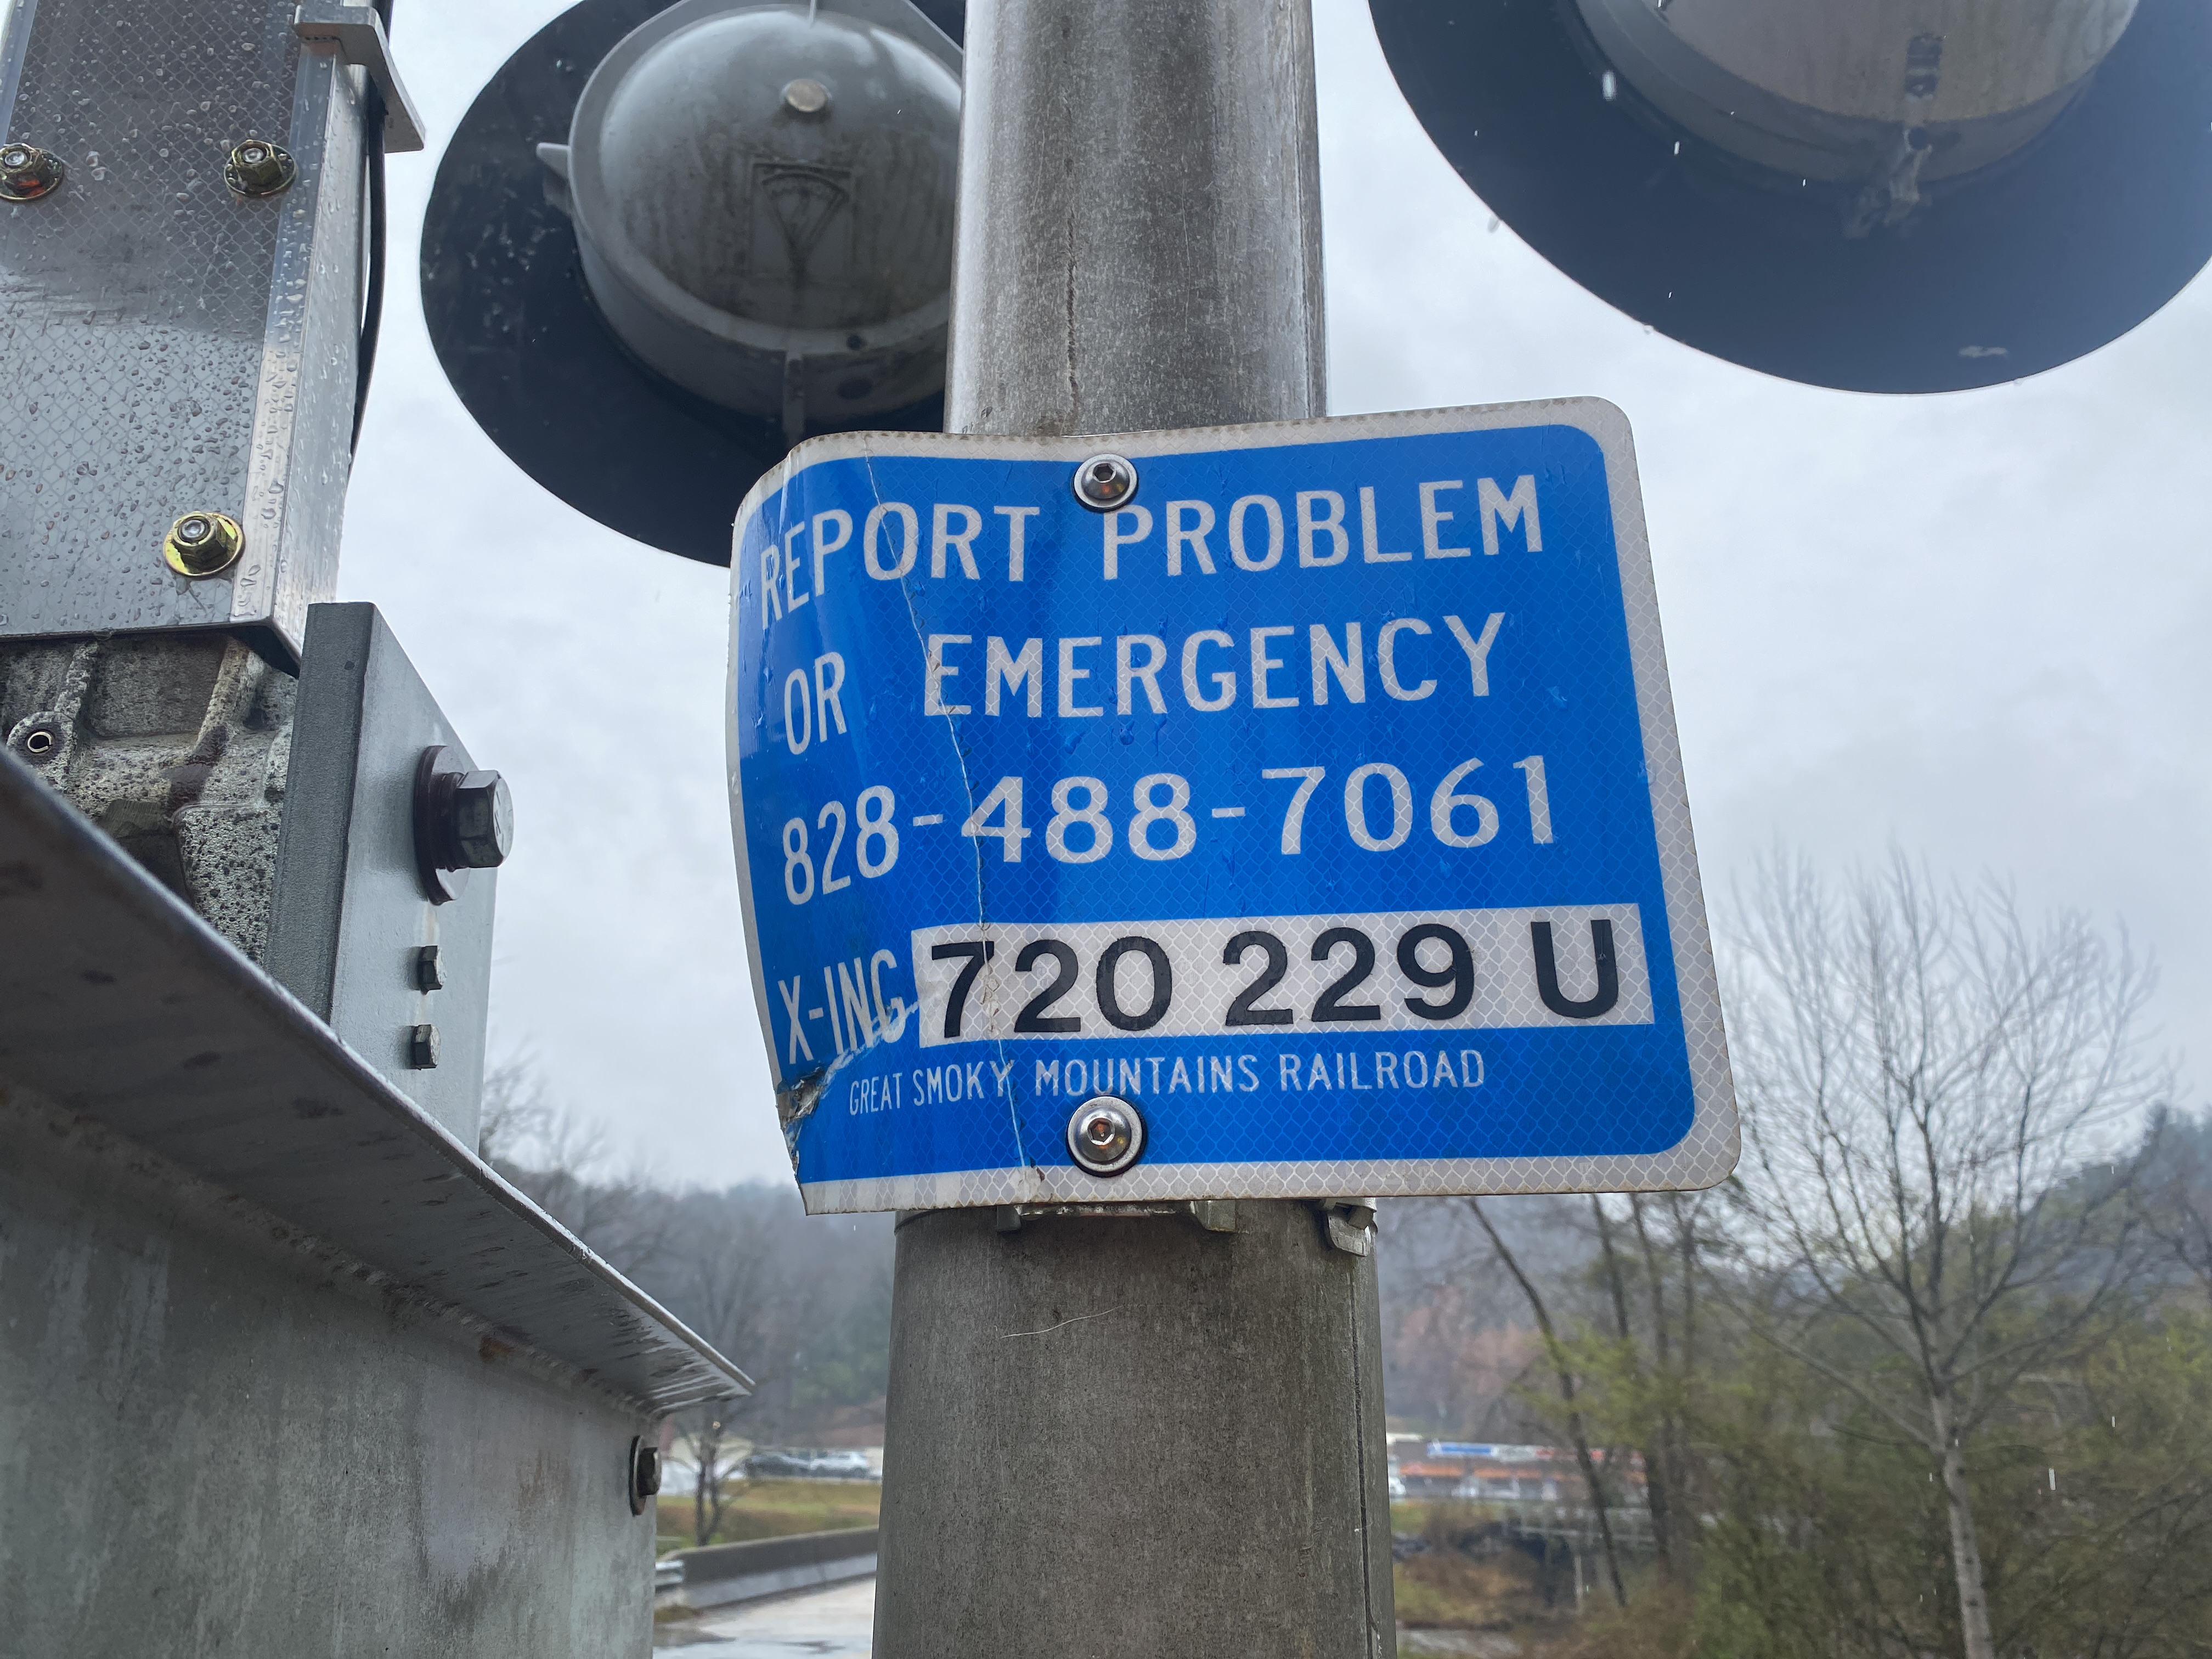 REPORT PROBLEM
OR EMERGENCY
828-488-7061
X-ING 720 229 U
GREAT SMOKY MOUNTAINS RAILROAD